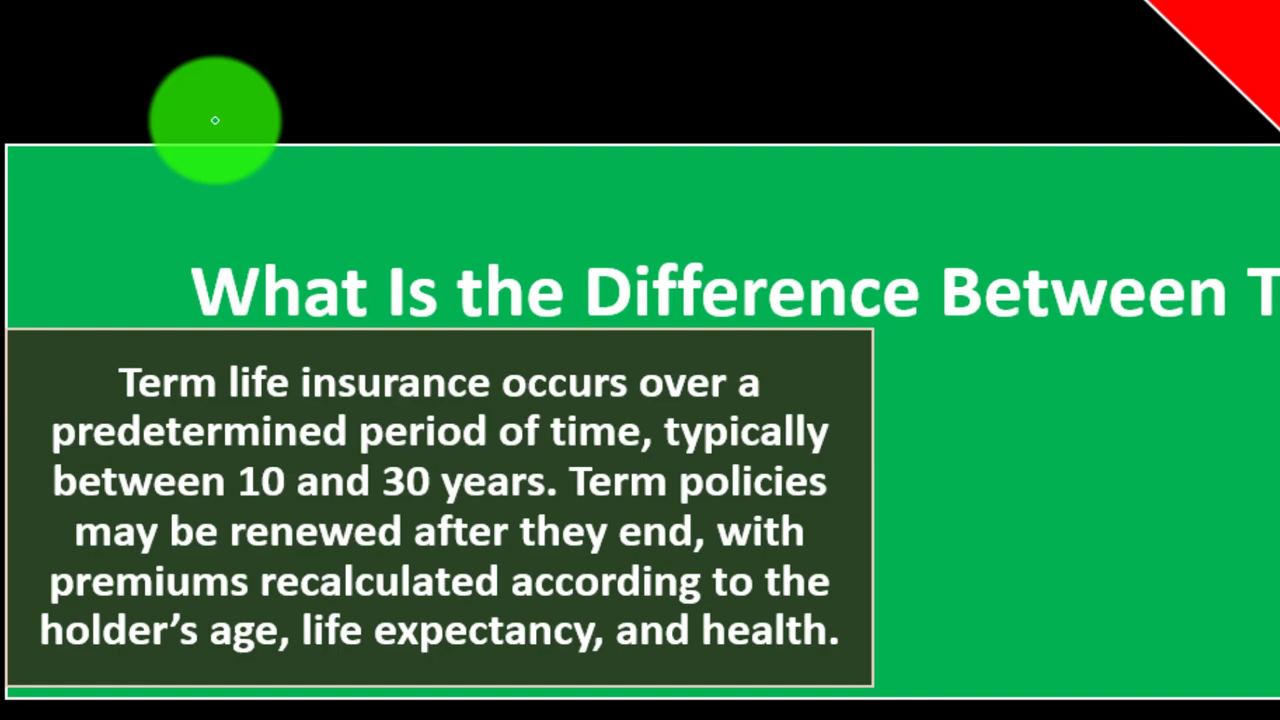 What Is the Difference Between T
Term life insurance occurs over a
predetermined period of time, typically
between 10 and 30 years. Term policies
may be renewed after they end, with
premiums recalculated according to the
holder’s age, life expectancy, and health.